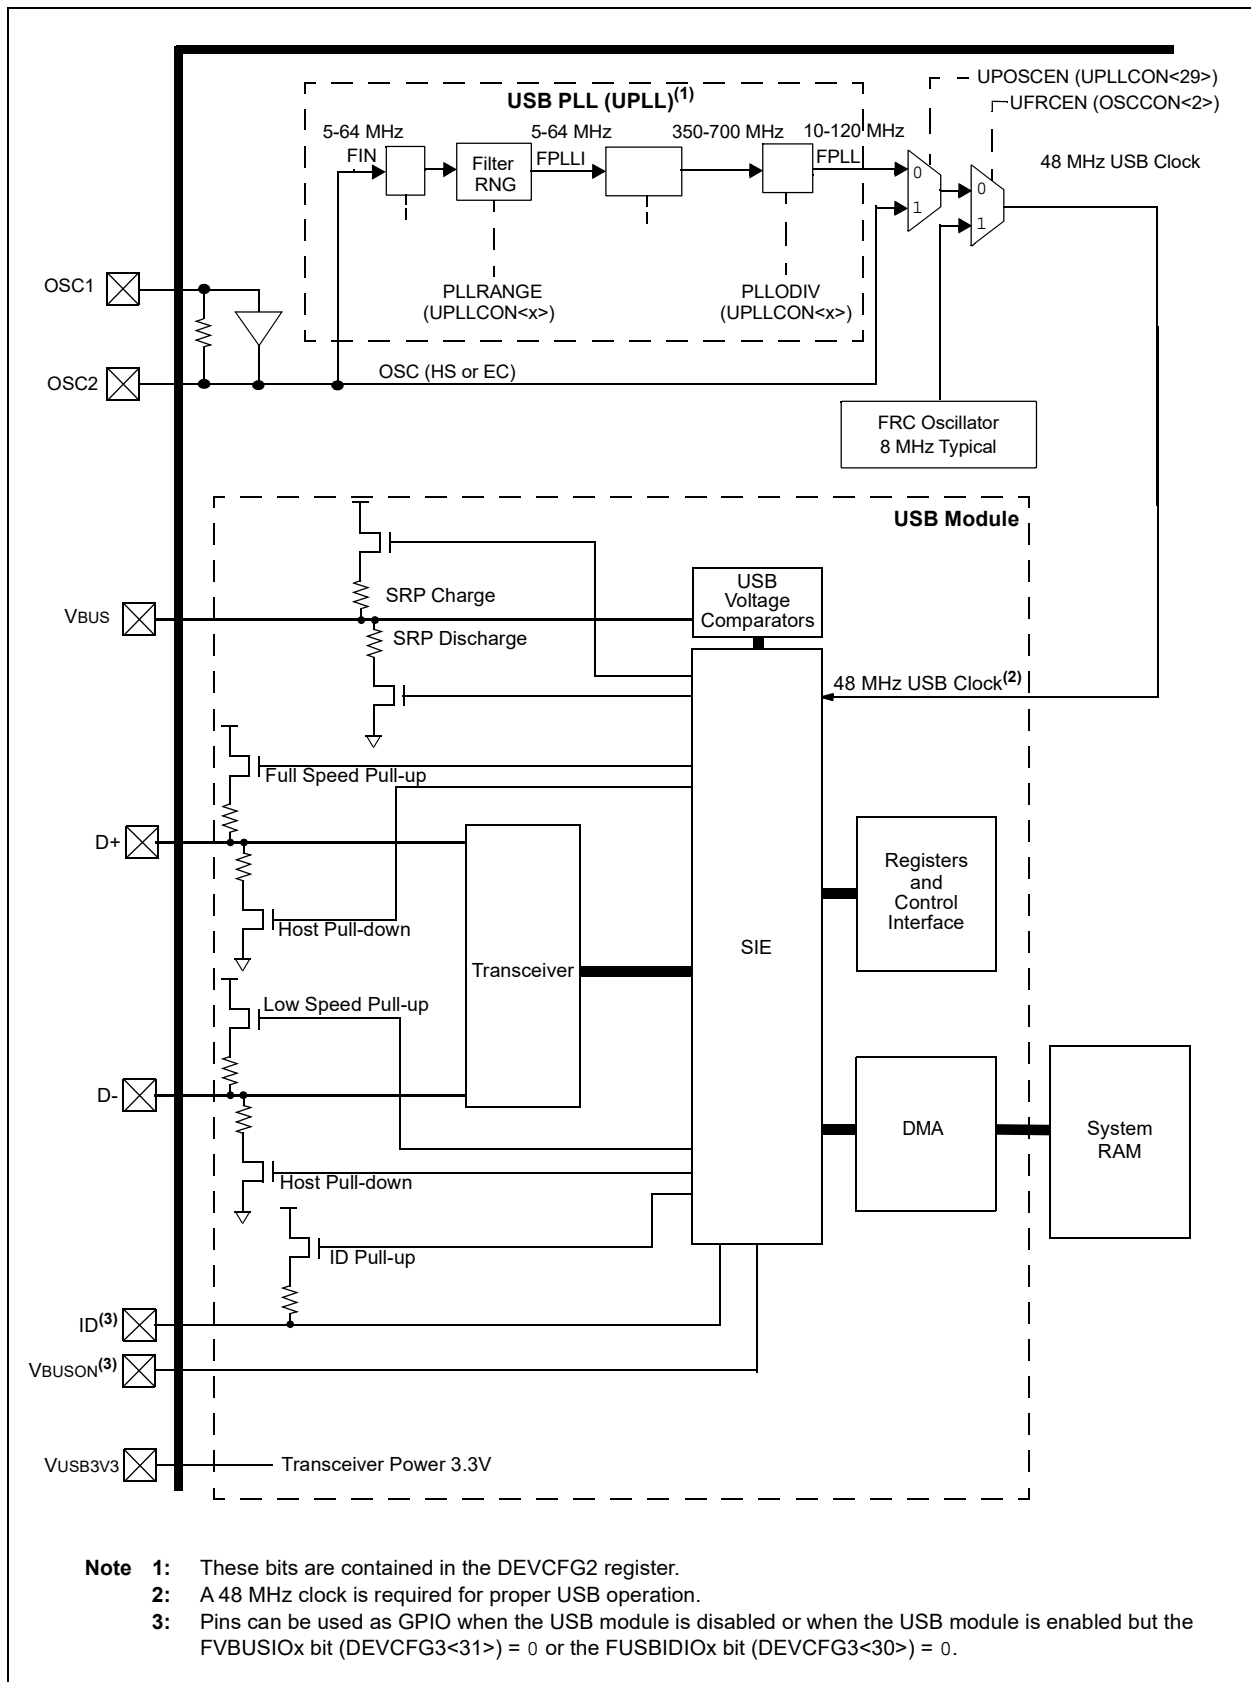 UPOSCEN (UPLLCON<29>)
USB PLL (UPLL)(1)
UFRCEN (OSCCON<2>)
5-64 MHz
5-64 MHz
350-700 MHz
10-120 MHz
FIN
Filter
RNG
FPLLI
FPLL
48 MHz USB Clock
0
1
0
1
OSC1
PLLRANGE
(UPLLCON<x>)
PLLODIV
(UPLLCON<x>)
OSC2
OSC (HS or EC)
FRC Oscillator
8 MHz Typical
USB Module
SRP Charge
USB
Voltage
Comparators
VBUS
SRP Discharge
48 MHz USB Clock(2)
Full Speed Pull-up
D+
Registers
and
Control
Interface
Host Pull-down
SIE
Transceiver
Low Speed Pull-up
D-
DMA
System
RAM
Host Pull-down
ID Pull-up
ID(3)
VBUSON(3)
VUSB3V3
Transceiver Power 3.3V
Note 1: These bits are contained in the DEVCFG2 register.
2: A 48 MHz clock is required for proper USB operation.
3: Pins can be used as GPIO when the USB module is disabled or when the USB module is enabled but the
FVBUSIOx bit (DEVCFG3<31>) = 0 or the FUSBIDIOx bit (DEVCFG3<30>) = 0.